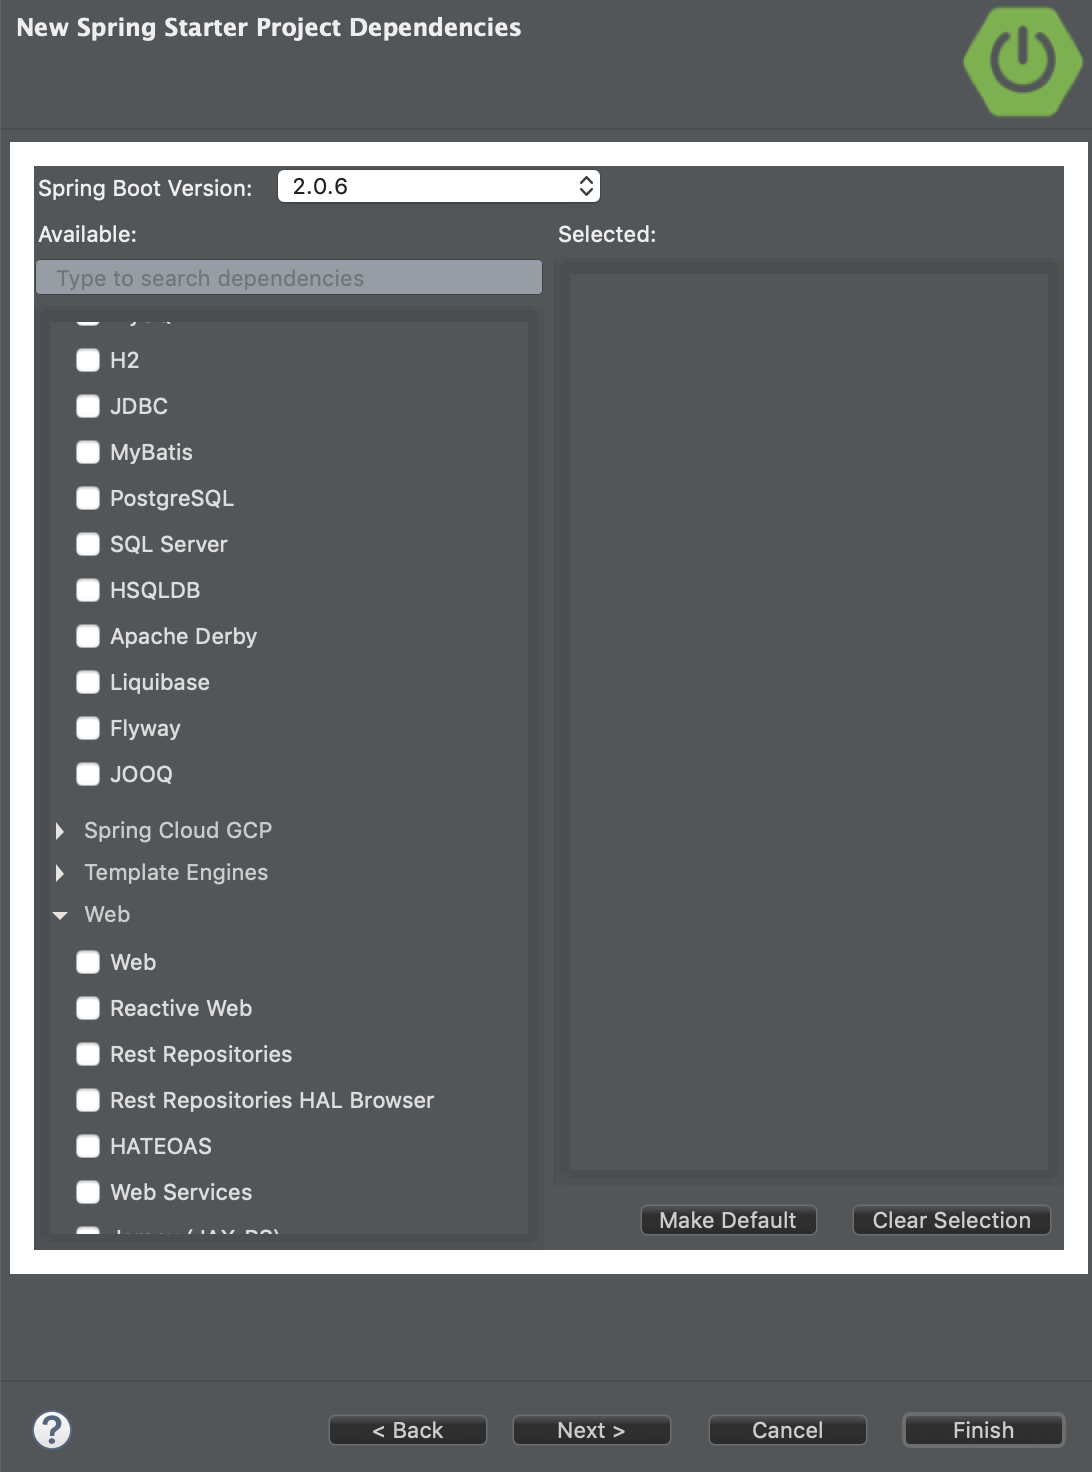 New Spring Starter Project Dependencies
Spring Boot Version: 2.0.6
Available: Selected:
Type to search dependencies
H2
JDBC
MyBatis
PostgreSQL
SQL Server
HSQLDB
Apache Derby
Liquibase
Flyway
JOOQ
Spring Cloud GCP
Template Engines
Web
Web
Reactive Web
Rest Repositories
Rest Repositories HAL Browser
HATEOAS
Web Services
Make Default Clear Selection
? < Back Next > Cancel Finish